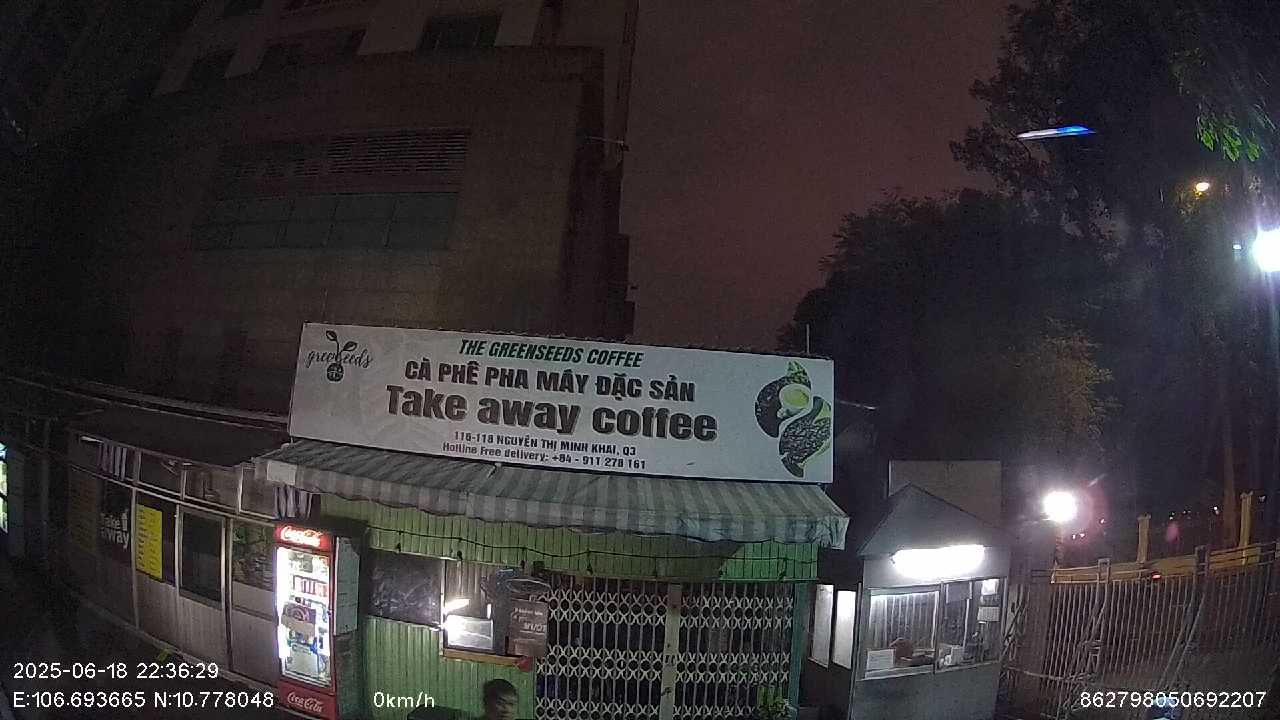 greenseeds
THE GREENSEEDS COFFEE
CÀ PHÊ PHA MÁY ĐẶC SẢN
Take away coffee
116-118 NGUYỄN THỊ MINH KHAI, Q3
Hotline Free delivery: +84 - 911 278 161
take
away
Coca-Cola
Coca-Cola
2025-06-18 22:36:29
E:106.693665 N:10.778048
0km/h
862798050692207